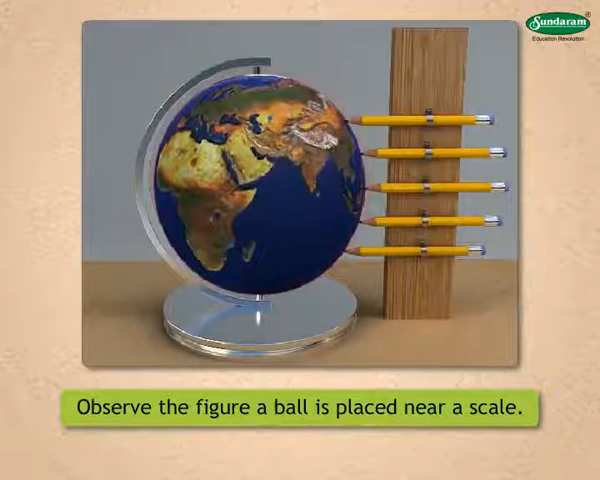 Sundaram
Education Revolution
Observe the figure a ball is placed near a scale.